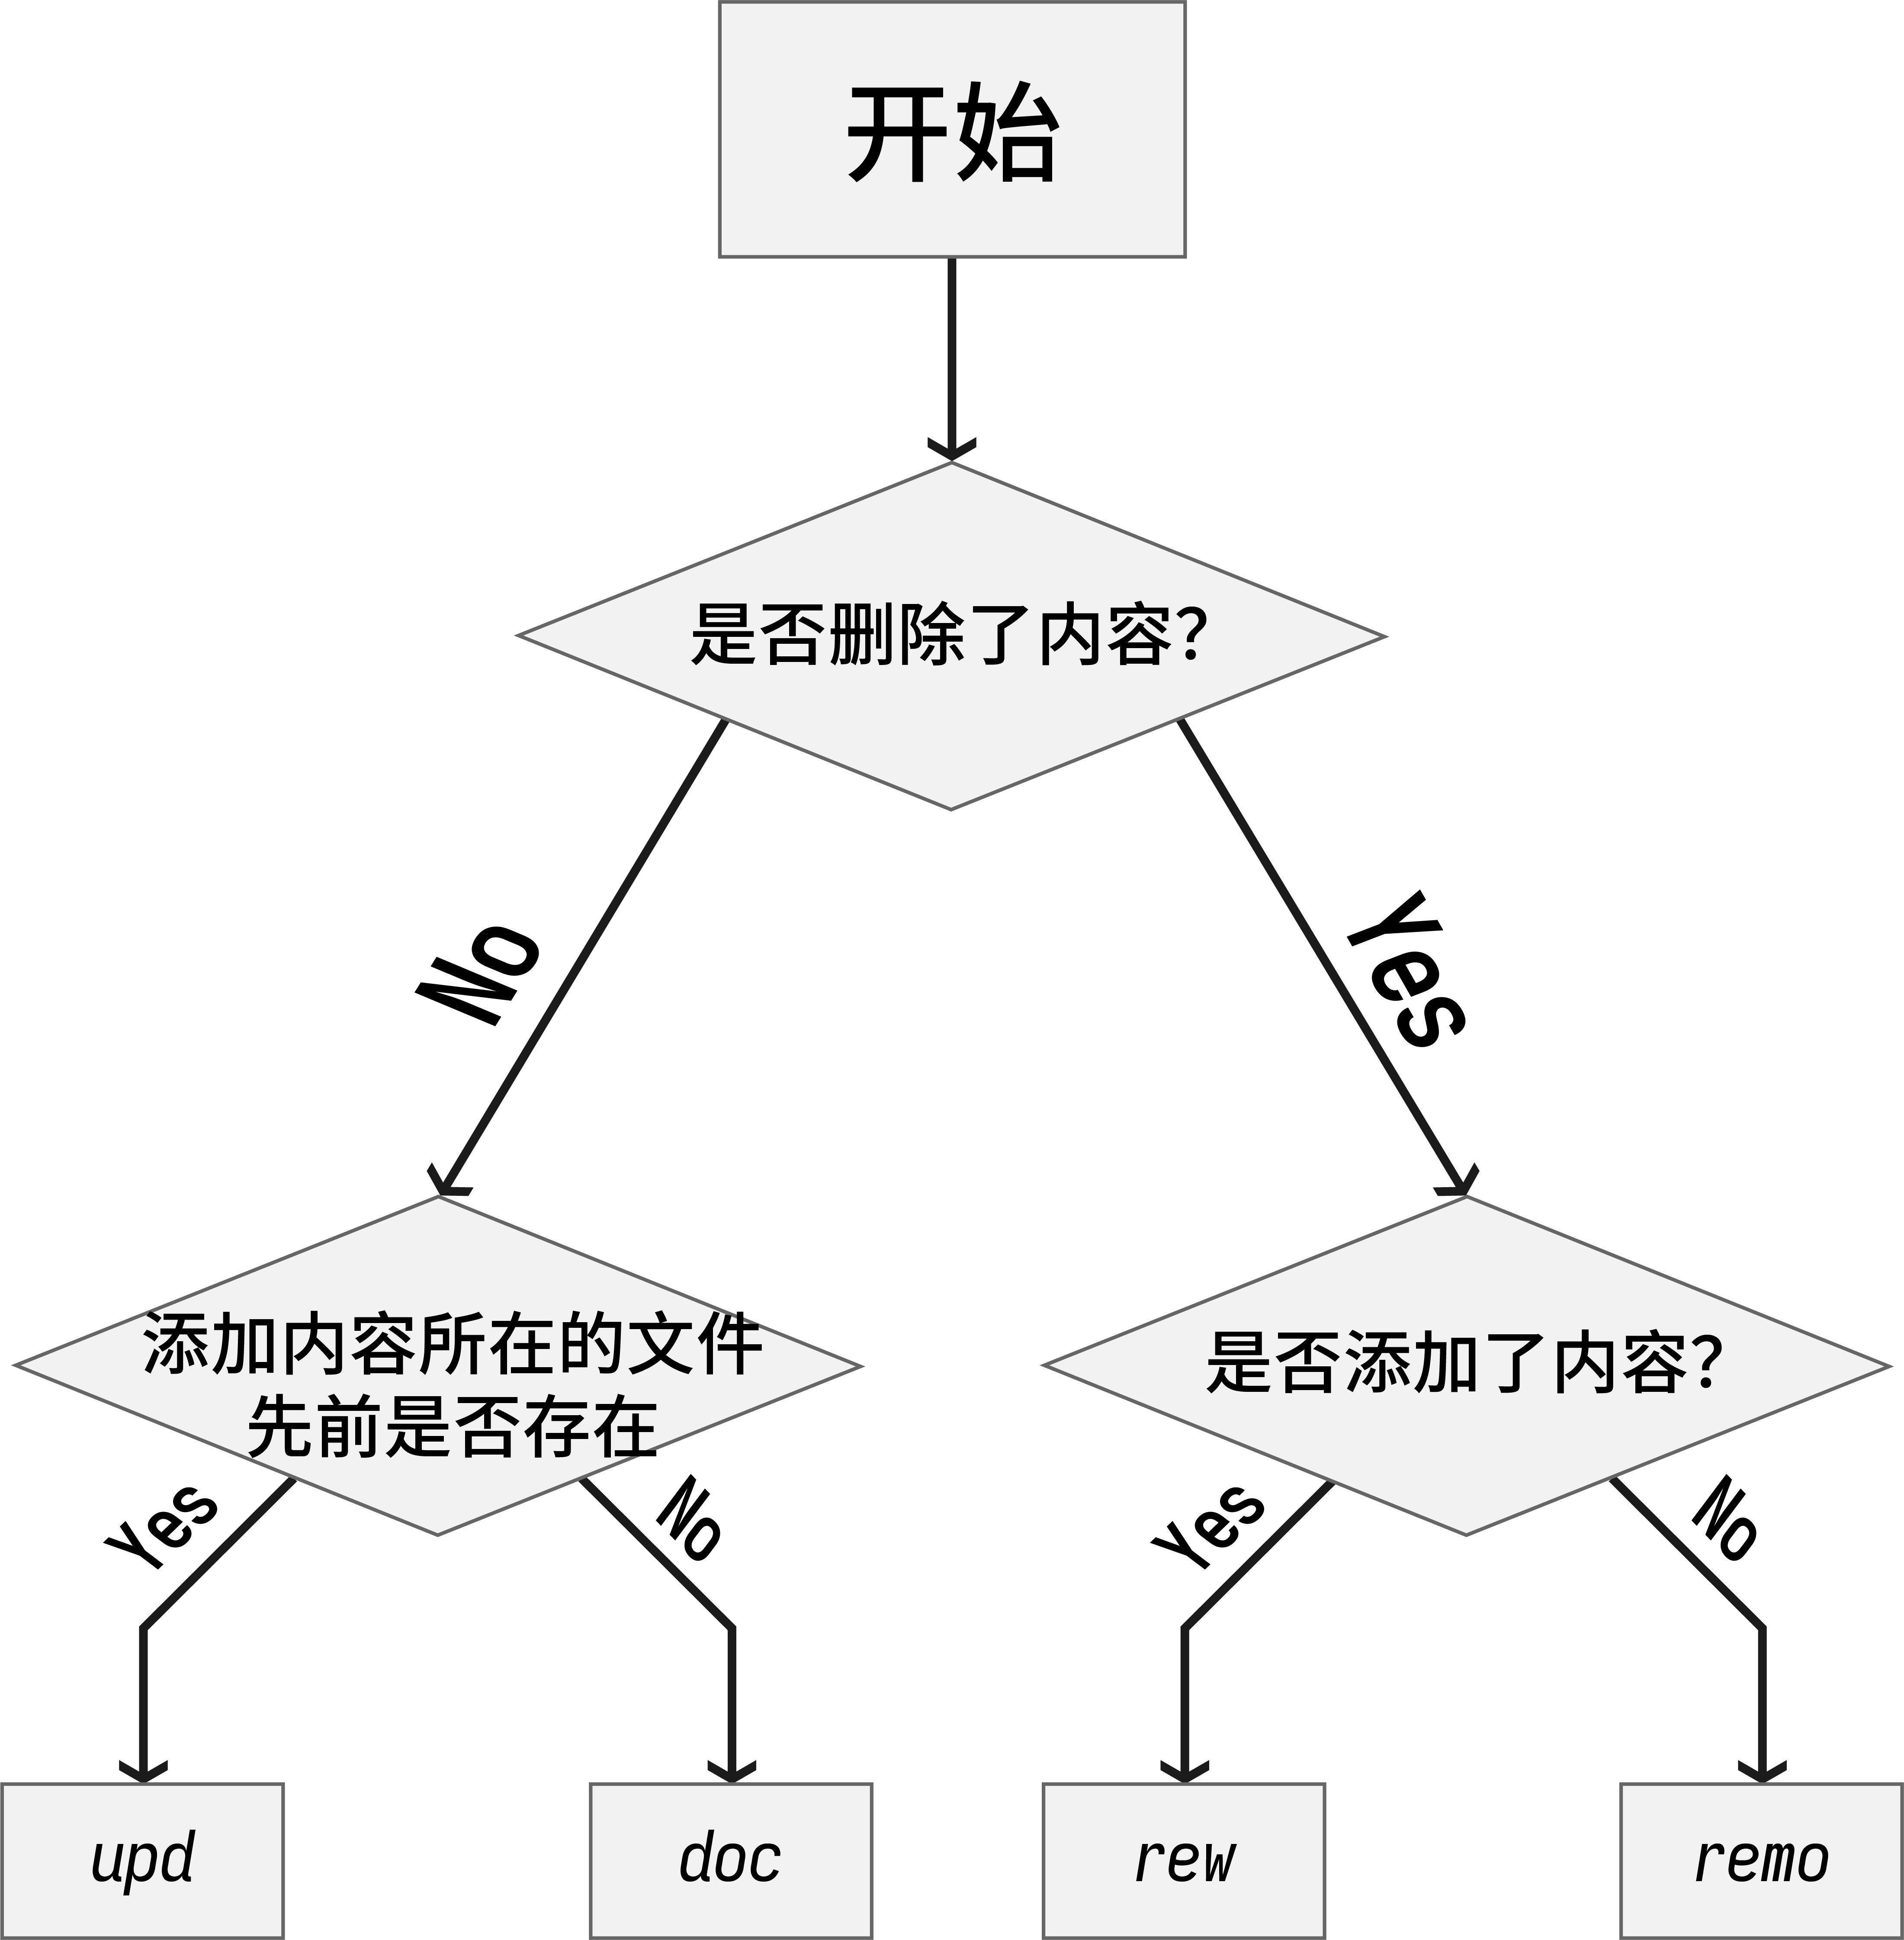 开始
是否删除了内容？
No
Yes
添加内容所在的文件
先前是否存在
是否添加了内容？
Yes
No
Yes
No
upd
doc
rew
remo